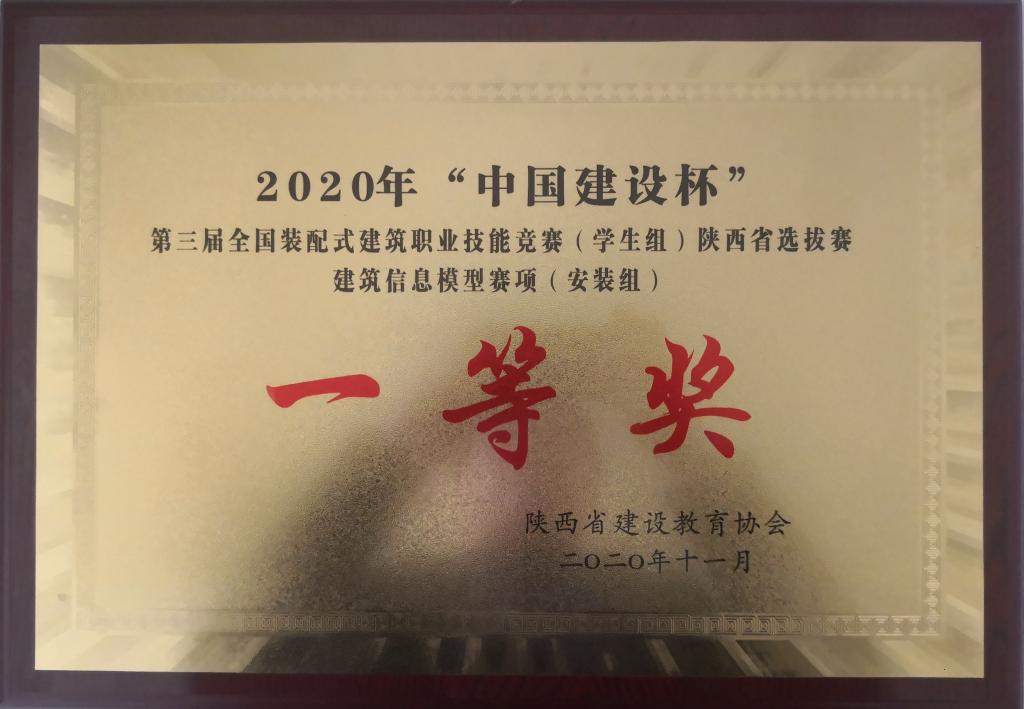 2020年“中国建设杯”
第三届全国装配式建筑职业技能竞赛（学生组）陕西省选拔赛
建筑信息模型赛项（安装组）
一等奖
陕西省建设教育协会
二〇二〇年十一月